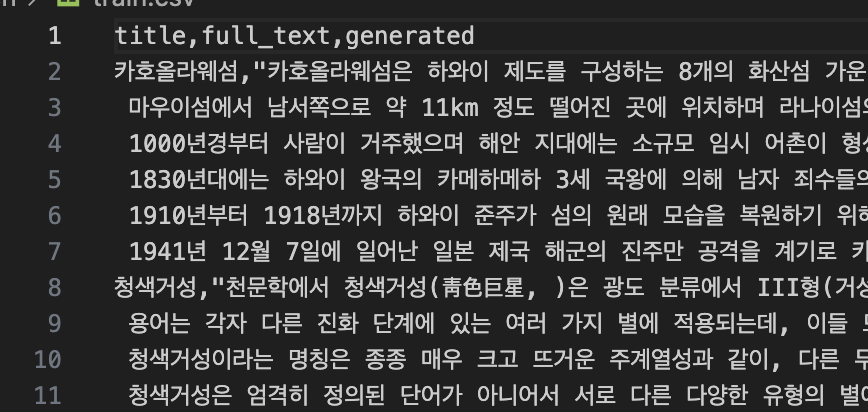 train.csv
1 title,full_text,generated
2 카호올라웨섬,"카호올라웨섬은 하와이 제도를 구성하는 8개의 화산섬 가운
3 마우이섬에서 남서쪽으로 약 11km 정도 떨어진 곳에 위치하며 라나이섬의
4 1000년경부터 사람이 거주했으며 해안 지대에는 소규모 임시 어촌이 형성
5 1830년대에는 하와이 왕국의 카메하메하 3세 국왕에 의해 남자 죄수들의
6 1910년부터 1918년까지 하와이 준주가 섬의 원래 모습을 복원하기 위해
7 1941년 12월 7일에 일어난 일본 제국 해군의 진주만 공격을 계기로
8 청색거성,"천문학에서 청색거성(靑色巨星, )은 광도 분류에서 III형(거성
9 용어는 각자 다른 진화 단계에 있는 여러 가지 별에 적용되는데, 이들
10 청색거성이라는 명칭은 종종 매우 크고 뜨거운 주계열성과 같이, 다른
11 청색거성은 엄격히 정의된 단어가 아니어서 서로 다른 다양한 유형의